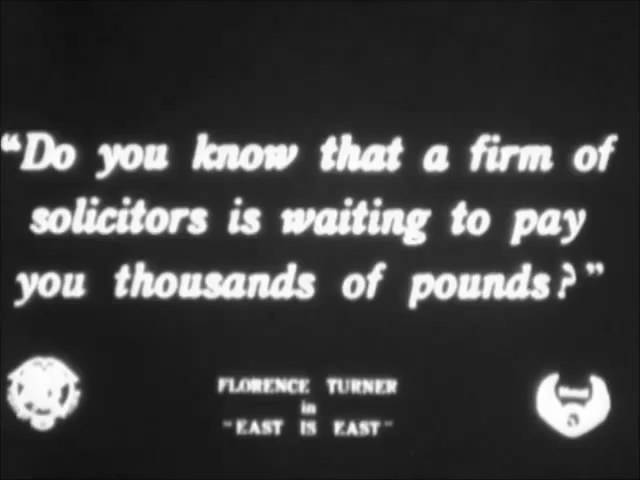 "Do you know that a firm of
solicitors is waiting to pay
you thousands of pounds?"
FLORENCE TURNER
in
"EAST IS EAST"